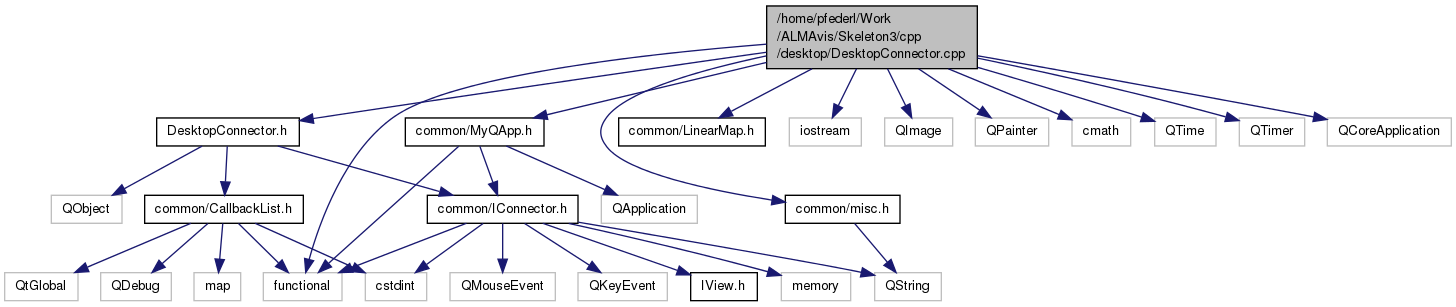 /home/pfederl/Work
/ALMAvis/Skeleton3/cpp
/desktop/DesktopConnector.cpp
DesktopConnector.h
common/MyQApp.h
common/LinearMap.h
iostream
QImage
QPainter
cmath
QTime
QTimer
QCoreApplication
QObject
common/CallbackList.h
common/IConnector.h
QApplication
common/misc.h
QtGlobal
QDebug
map
functional
cstdint
QMouseEvent
QKeyEvent
IView.h
memory
QString